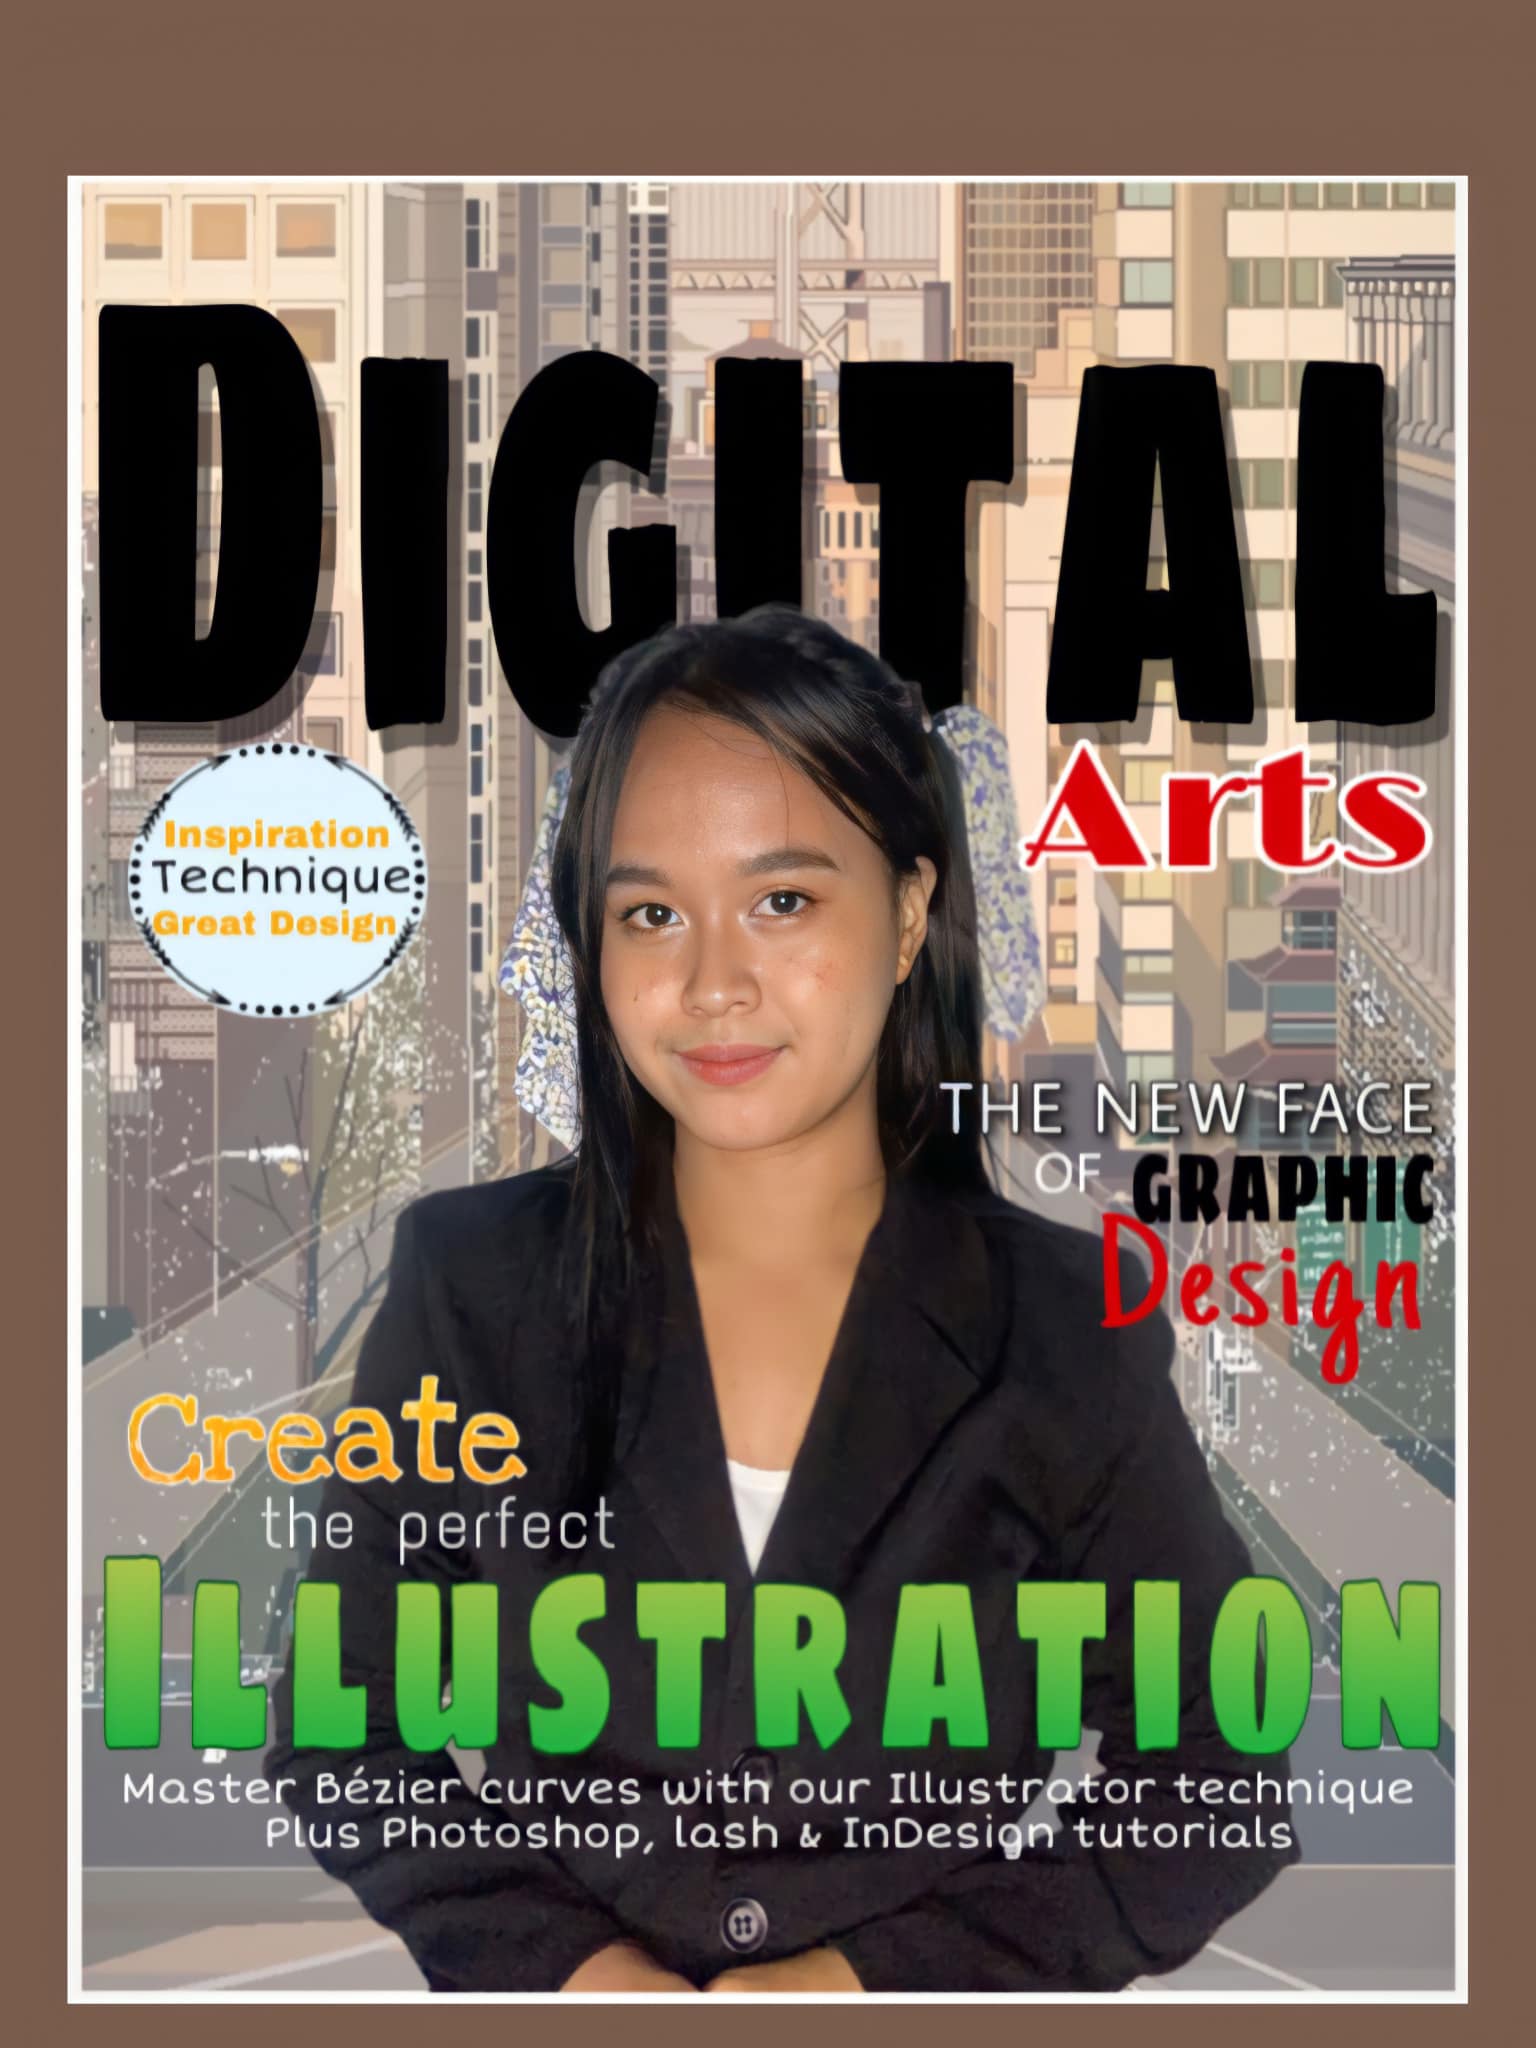 DIGITAL
Arts
Inspiration
Technique
Great Design
THE NEW FACE
OF GRAPHIC
Design
Create
the perfect
ILLUSTRATION
Master Bézier curves with our Illustrator technique
Plus Photoshop, lash & InDesign tutorials